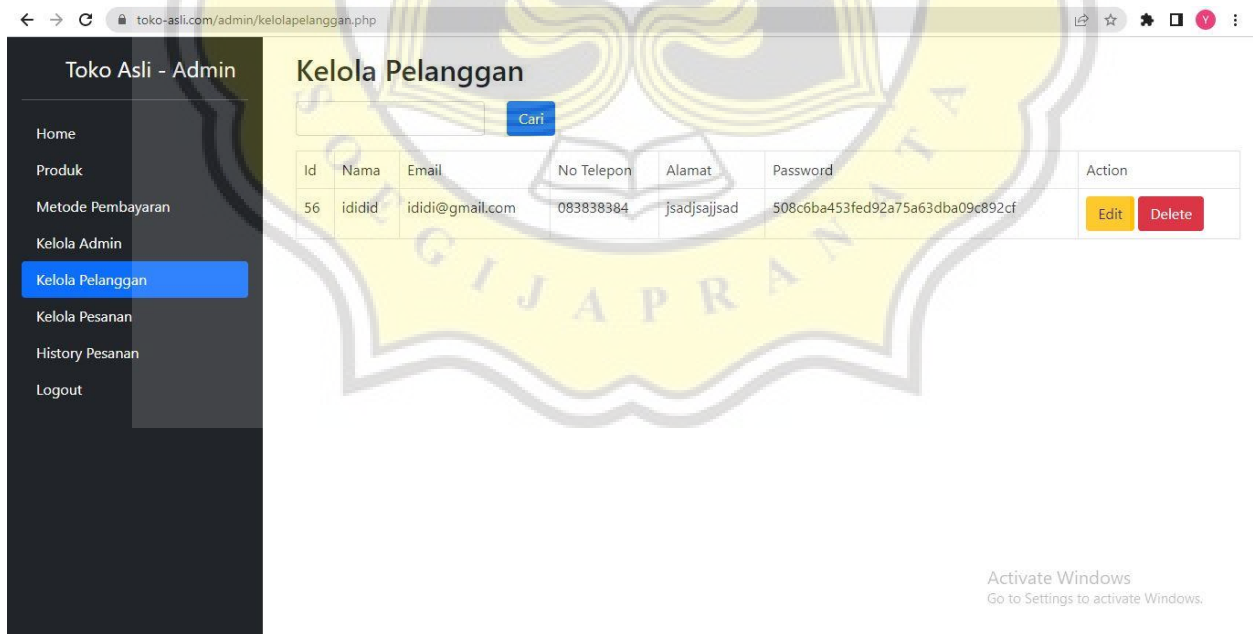 toko-asli.com/admin/kelolapelanggan.php
Y
Toko Asli - Admin
Home
Produk
Metode Pembayaran
Kelola Admin
Kelola Pelanggan
Kelola Pesanan
History Pesanan
Logout
Kelola Pelanggan
Cari
Id Nama Email No Telepon Alamat Password Action
56 ididid ididi@gmail.com 083838384 jsadjsajjsad 508c6ba453fed92a75a63dba09c892cf Edit Delete
SOEGIJAPRANATA
Activate Windows
Go to Settings to activate Windows.